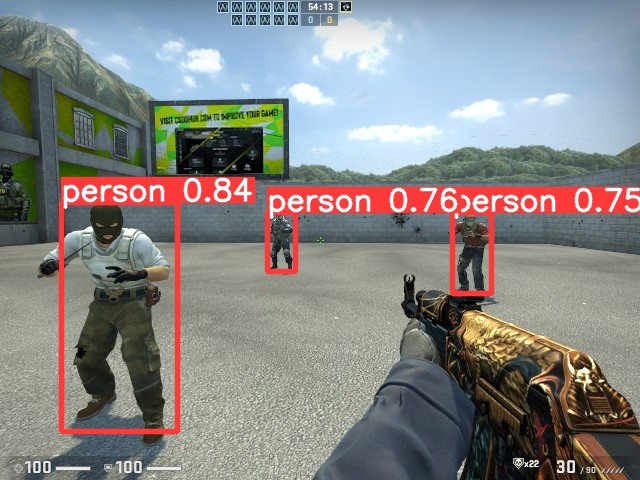 54:13
0 0
VISIT CSGOHUB.COM TO IMPROVE YOUR GAME!
person 0.84
person 0.76
person 0.75
100
100
x22
30 / 90